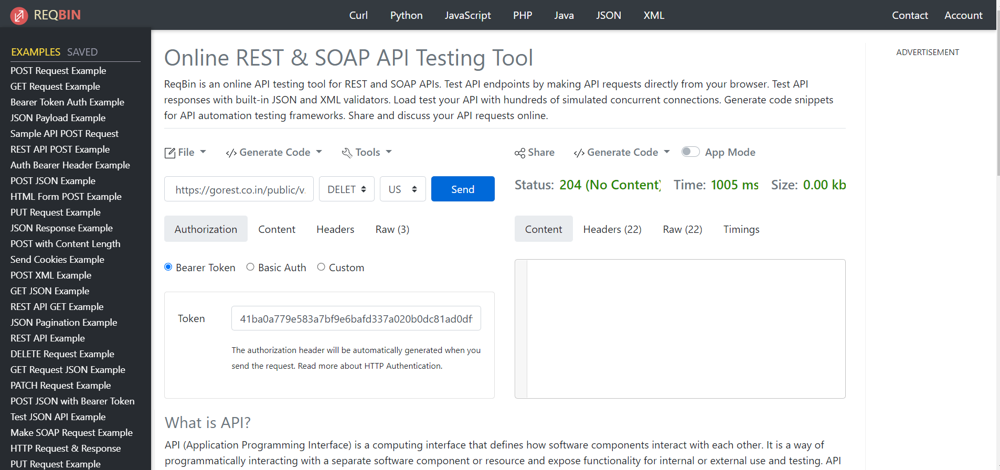 REQBIN
Curl Python JavaScript PHP Java JSON XML
Contact Account
EXAMPLES SAVED
POST Request Example
GET Request Example
Bearer Token Auth Example
JSON Payload Example
Sample API POST Request
REST API POST Example
Auth Bearer Header Example
POST JSON Example
HTML Form POST Example
PUT Request Example
JSON Response Example
POST with Content Length
Send Cookies Example
POST XML Example
GET JSON Example
REST API GET Example
JSON Pagination Example
REST API Example
DELETE Request Example
GET Request JSON Example
PATCH Request Example
POST JSON with Bearer Token
Test JSON API Example
Make SOAP Request Example
HTTP Request & Response
PUT Request Example
Online REST & SOAP API Testing Tool
ReqBin is an online API testing tool for REST and SOAP APIs. Test API endpoints by making API requests directly from your browser. Test API
responses with built-in JSON and XML validators. Load test your API with hundreds of simulated concurrent connections. Generate code snippets
for API automation testing frameworks. Share and discuss your API requests online.
File Generate Code Tools
https://gorest.co.in/public/v. DELET US Send
Authorization Content Headers Raw (3)
Bearer Token Basic Auth Custom
Token 41ba0a779e583a7bf9e6bafd337a020b0dc81ad0df
The authorization header will be automatically generated when you
send the request. Read more about HTTP Authentication.
Share Generate Code App Mode
Status: 204 (No Content) Time: 1005 ms Size: 0.00 kb
Content Headers (22) Raw (22) Timings
What is API?
API (Application Programming Interface) is a computing interface that defines how software components interact with each other. It is a way of
programmatically interacting with a separate software component or resource and expose functionality for internal or external use and testing. API
ADVERTISEMENT